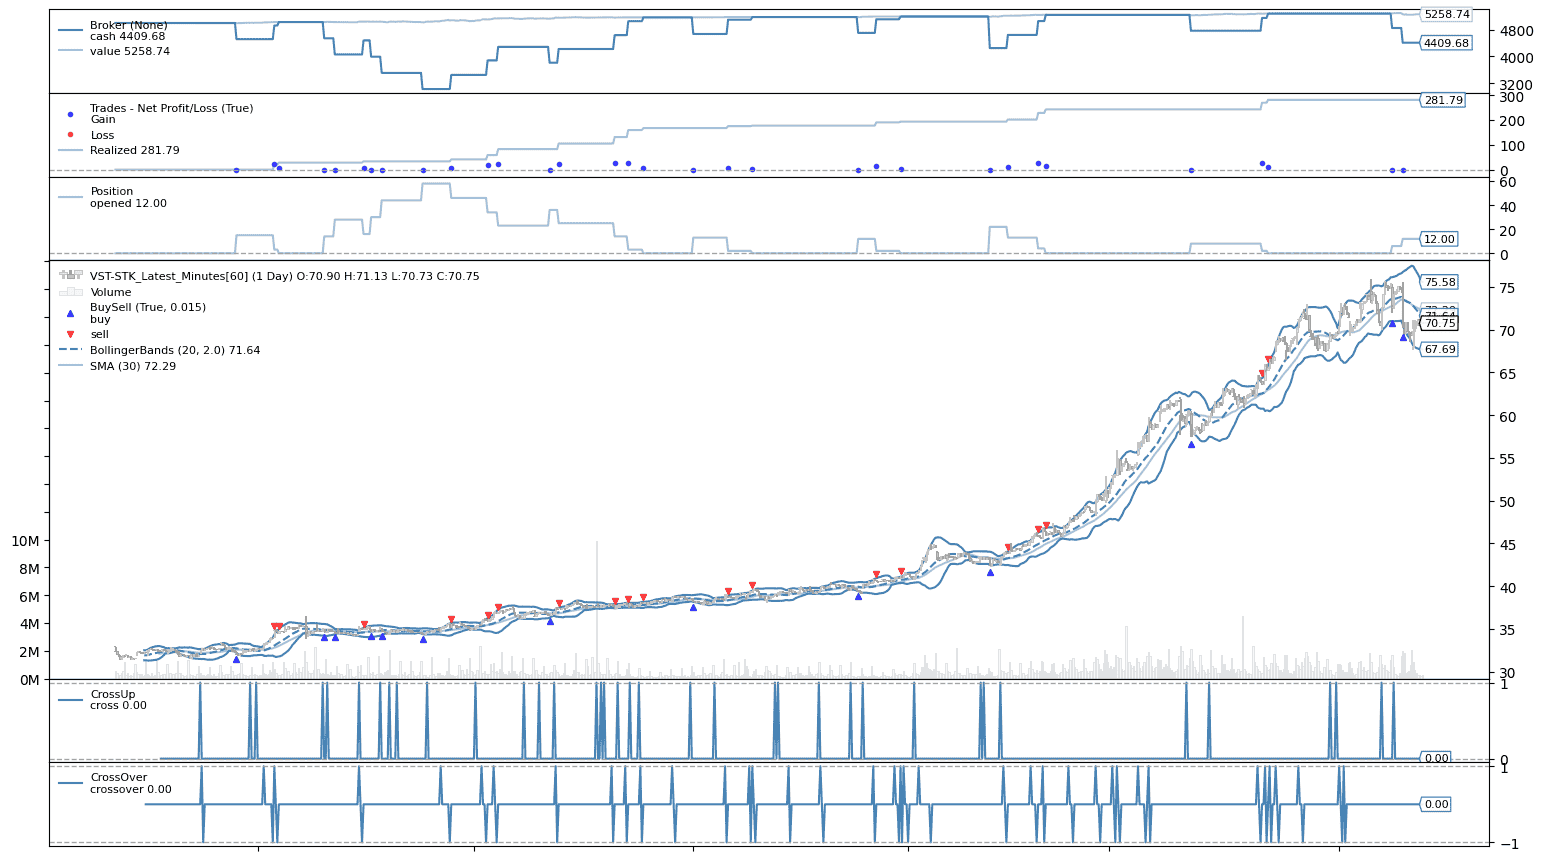 Broker (None)
cash 4409.68
value 5258.74
5258.74
4409.68
4800
4000
3200
Trades - Net Profit/Loss (True)
Gain
Loss
Realized 281.79
281.79
300
200
100
0
Position
opened 12.00
12.00
60
40
20
0
VST-STK_Latest_Minutes[60] (1 Day) O:70.90 H:71.13 L:70.73 C:70.75
Volume
BuySell (True, 0.015)
buy
sell
BollingerBands (20, 2.0) 71.64
SMA (30) 72.29
75.58
70.75
67.69
75
70
65
60
55
50
45
40
35
30
10M
8M
6M
4M
2M
0M
CrossUp
cross 0.00
0.00
1
0
CrossOver
crossover 0.00
0.00
1
−1